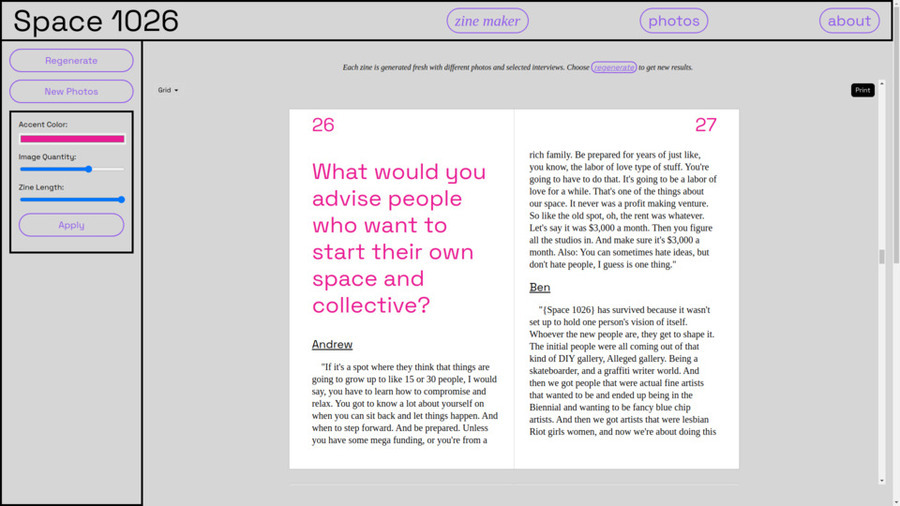 Space 1026
zine maker
photos
about
Regenerate
New Photos
Accent Color:
Image Quantity:
Zine Length:
Apply
Each zine is generated fresh with different photos and selected interviews. Choose regenerate to get new results.
Grid
Print
26
What would you
advise people
who want to
start their own
space and
collective?
Andrew
"If it's a spot where they think that things are
going to grow up to like 15 or 30 people, I would
say, you have to learn how to compromise and
relax. You got to know a lot about yourself on
when you can sit back and let things happen. And
when to step forward. And be prepared. Unless
you have some mega funding, or you're from a
27
rich family. Be prepared for years of just like,
you know, the labor of love type of stuff. You're
going to have to do that. It's going to be a labor of
love for a while. That's one of the things about
our space. It never was a profit making venture.
So like the old spot, oh, the rent was whatever.
Let's say it was $3,000 a month. Then you figure
all the studios in. And make sure it's $3,000 a
month. Also: You can sometimes hate ideas, but
don't hate people, I guess is one thing."
Ben
"{Space 1026} has survived because it wasn't
set up to hold one person's vision of itself.
Whoever the new people are, they get to shape it.
The initial people were all coming out of that
kind of DIY gallery, Alleged gallery. Being a
skateboarder, and a graffiti writer world. And
then we got people that were actual fine artists
that wanted to be and ended up being in the
Biennial and wanting to be fancy blue chip
artists. And then we got artists that were lesbian
Riot girls women, and now we're about doing this